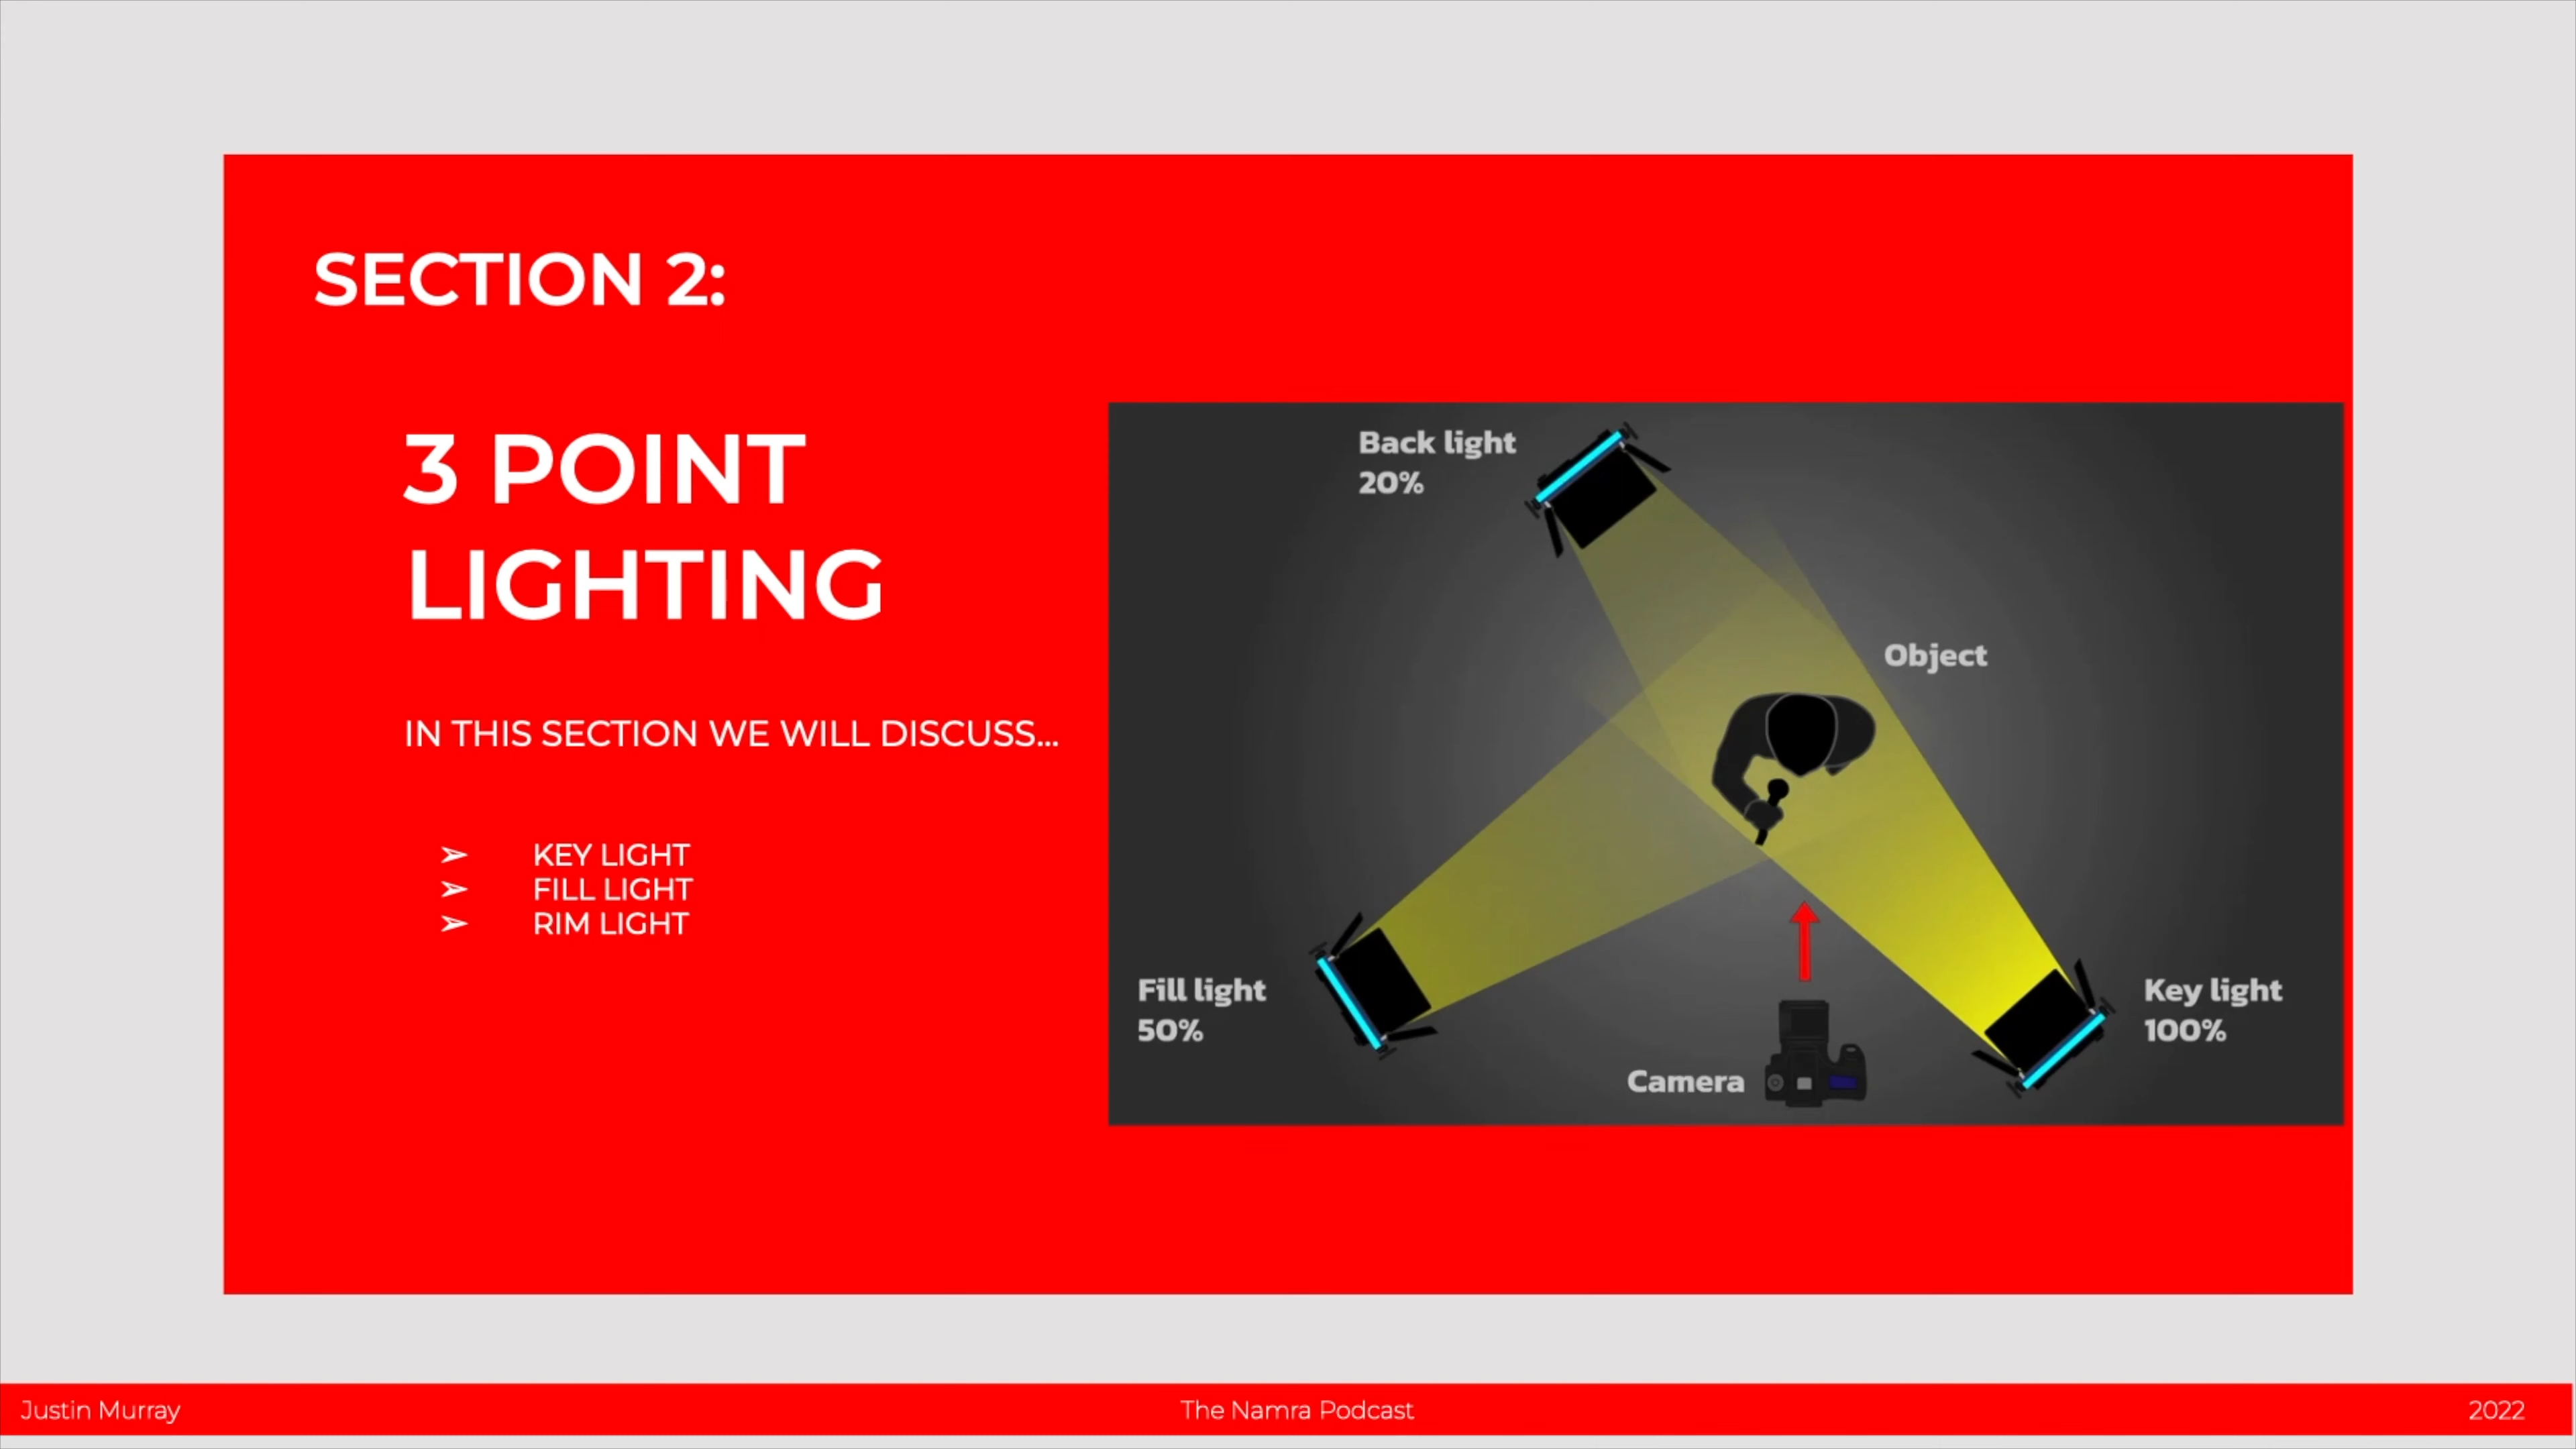 SECTION 2:
3 POINT
LIGHTING
IN THIS SECTION WE WILL DISCUSS...
➢ KEY LIGHT
➢ FILL LIGHT
➢ RIM LIGHT
Back light
20%
Object
Fill light
50%
Key light
100%
Camera
Justin Murray
The Namra Podcast
2022